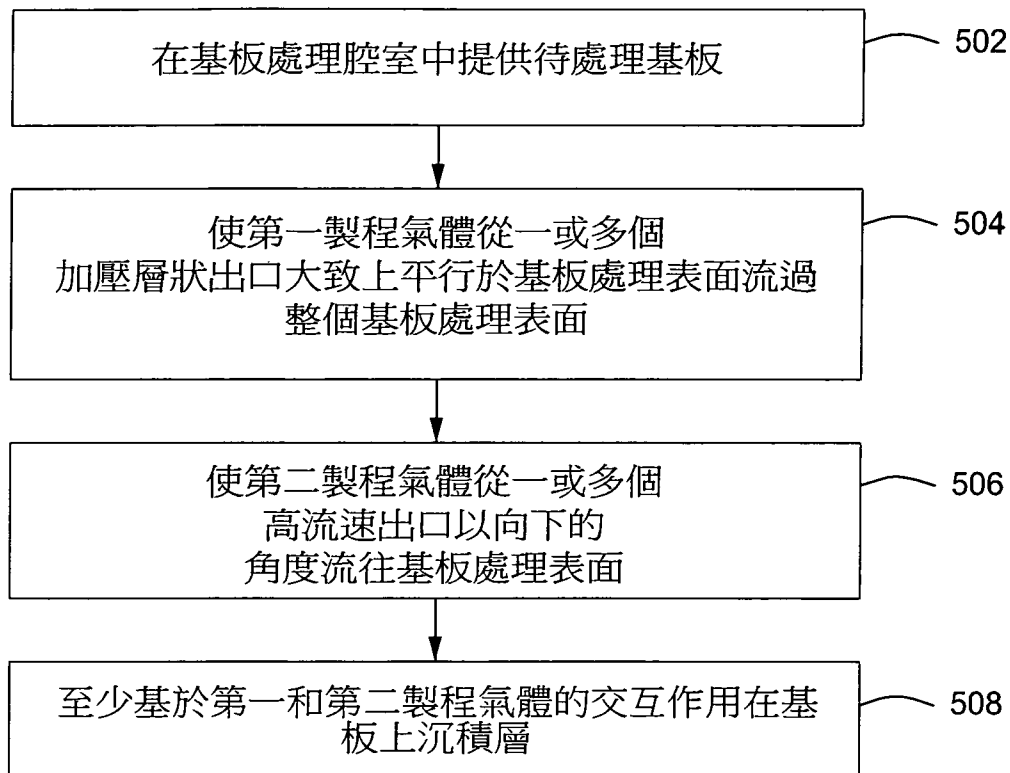 在基板處理腔室中提供待處理基板
502
使第一製程氣體從一或多個
加壓層狀出口大致上平行於基板處理表面流過
整個基板處理表面
504
使第二製程氣體從一或多個
高流速出口以向下的
角度流往基板處理表面
506
至少基於第一和第二製程氣體的交互作用在基
板上沉積層
508